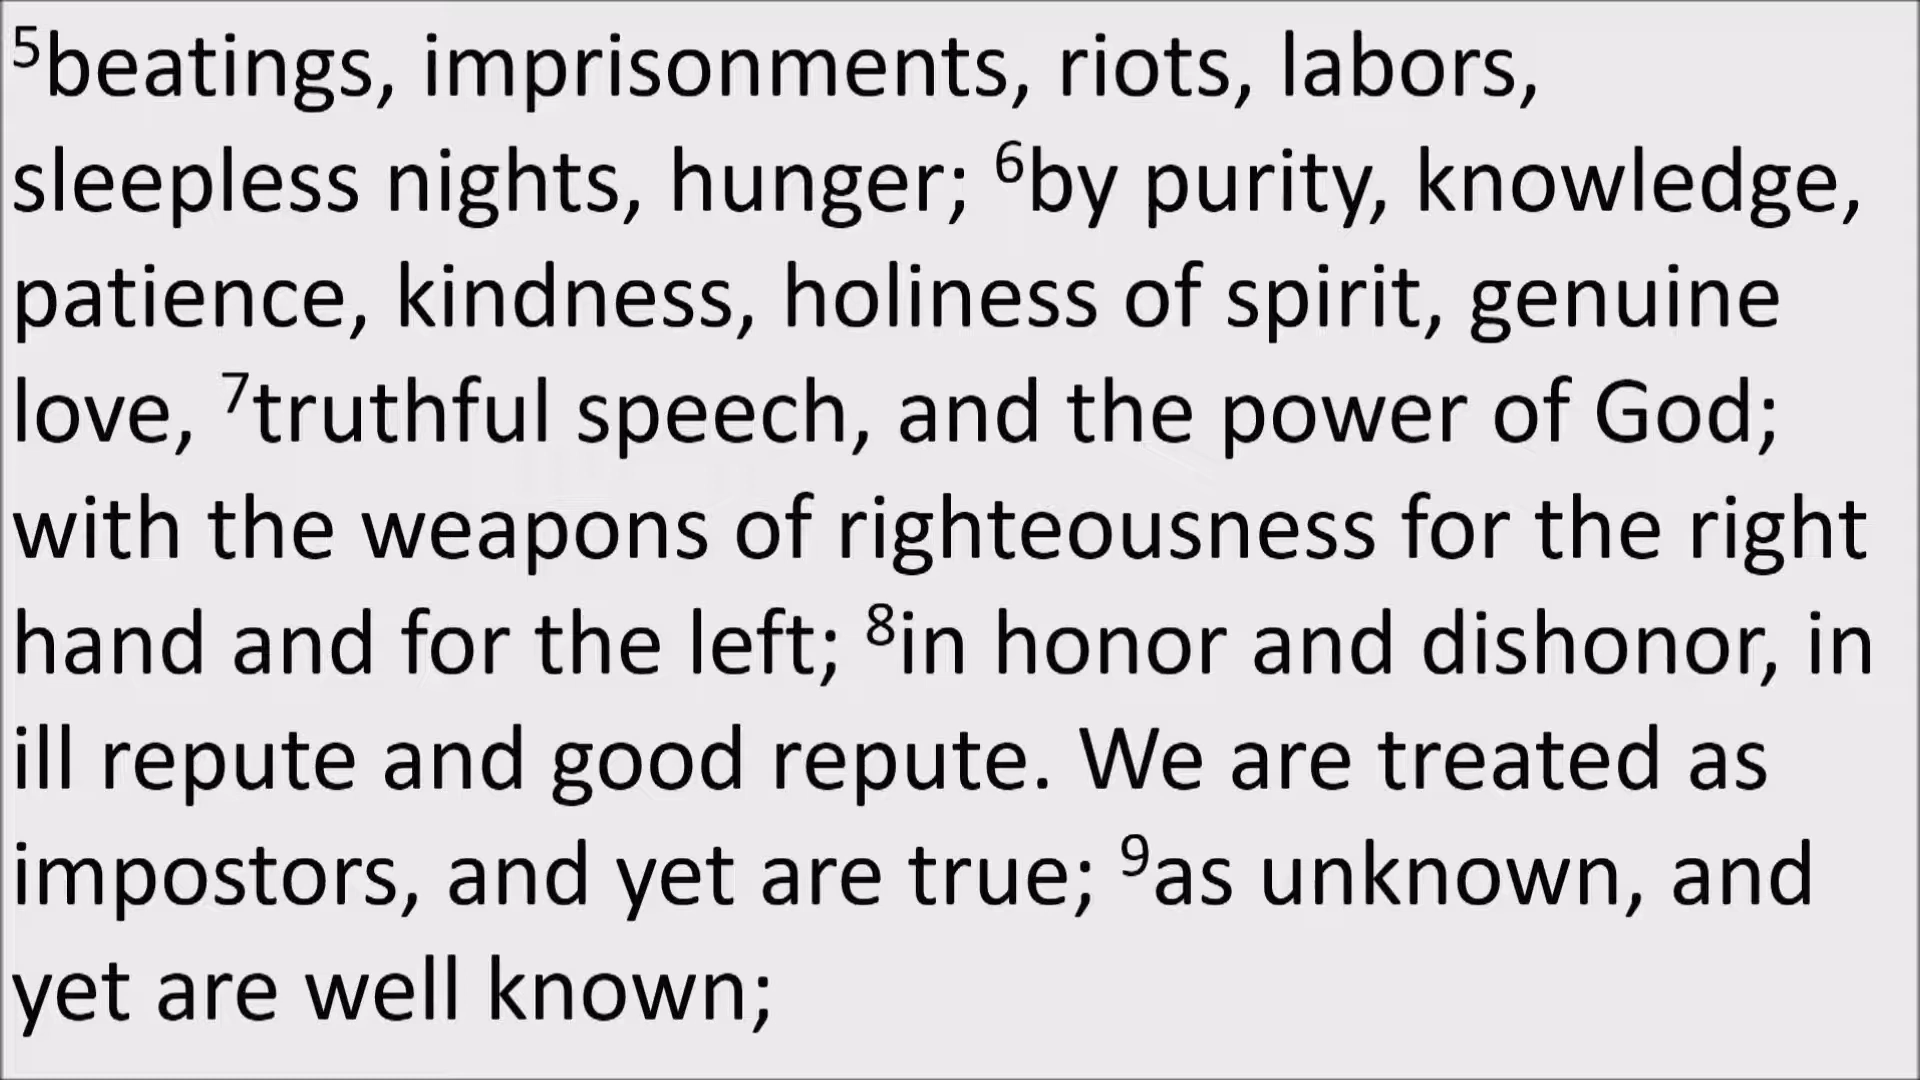 ⁵beatings, imprisonments, riots, labors,
sleepless nights, hunger; ⁶by purity, knowledge,
patience, kindness, holiness of spirit, genuine
love, ⁷truthful speech, and the power of God;
with the weapons of righteousness for the right
hand and for the left; ⁸in honor and dishonor, in
ill repute and good repute. We are treated as
impostors, and yet are true; ⁹as unknown, and
yet are well known;